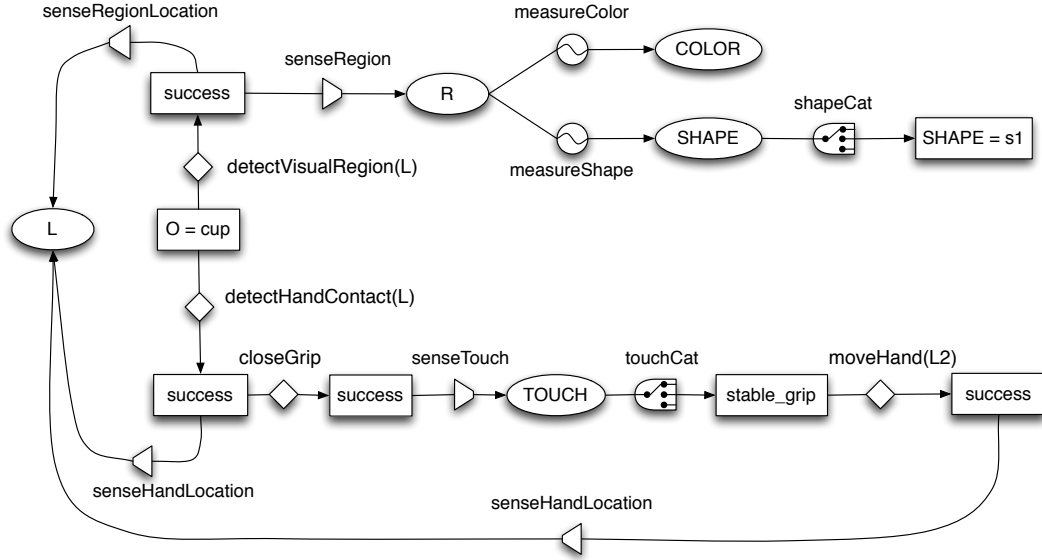 senseRegionLocation
measureColor
COLOR
senseRegion
success
R
shapeCat
SHAPE
SHAPE = s1
measureShape
detectVisualRegion(L)
L
O = cup
detectHandContact(L)
closeGrip
senseTouch
touchCat
moveHand(L2)
success
success
TOUCH
stable_grip
success
senseHandLocation
senseHandLocation